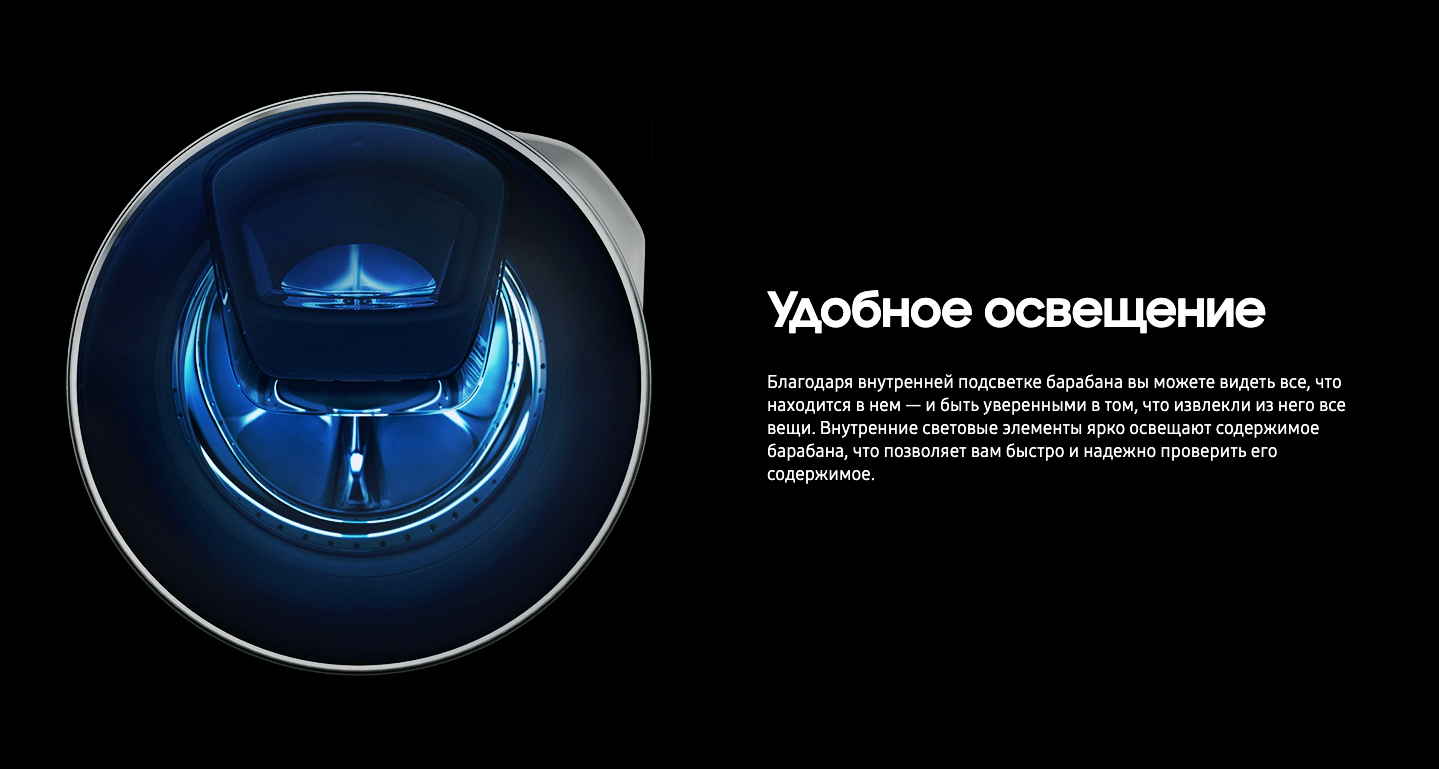 Удобное освещение
Благодаря внутренней подсветке барабана вы можете видеть все, что
находится в нем — и быть уверенными в том, что извлекли из него все
вещи. Внутренние световые элементы ярко освещают содержимое
барабана, что позволяет вам быстро и надежно проверить его
содержимое.